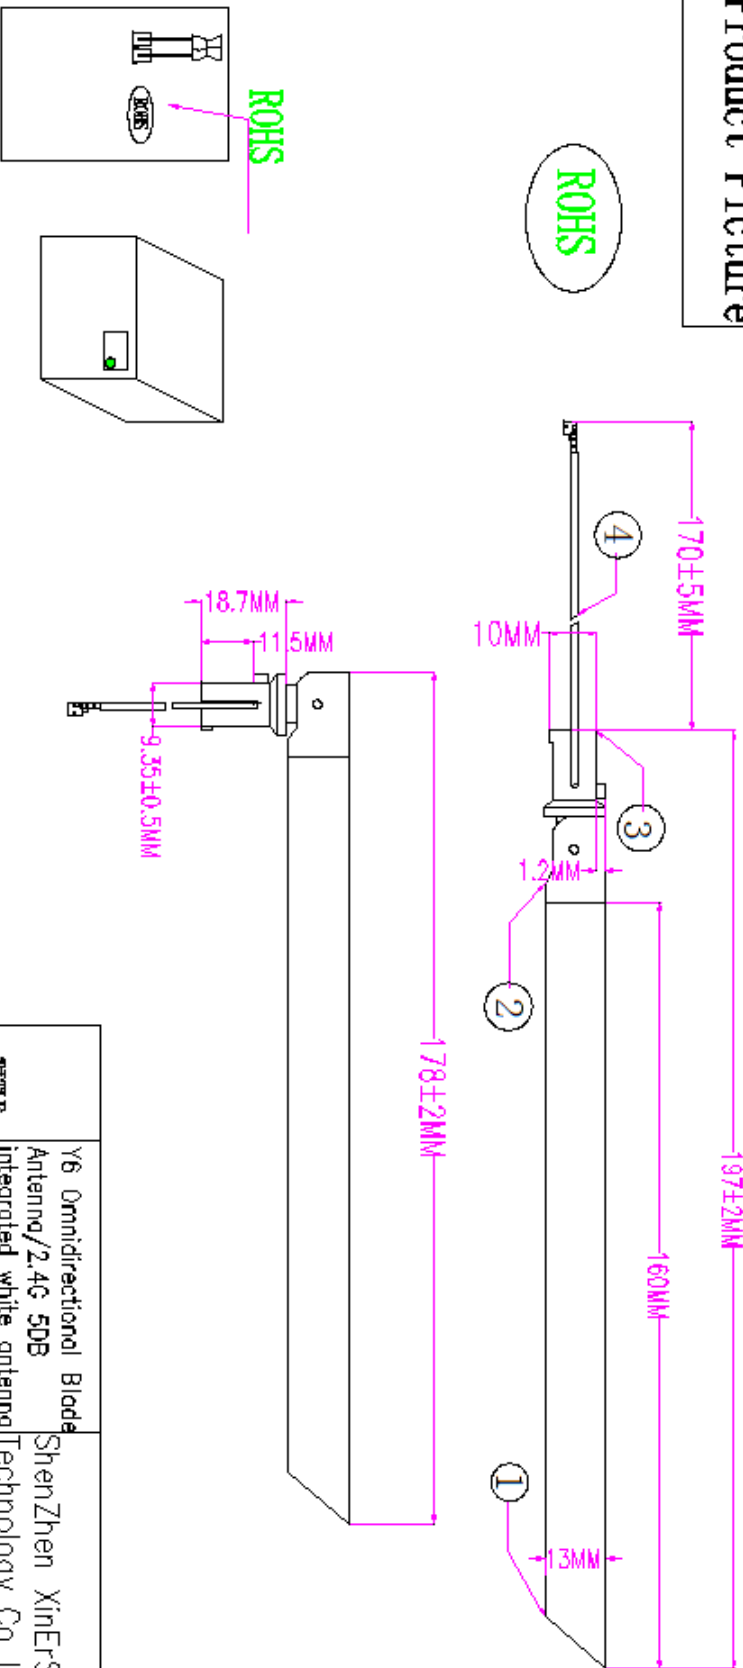 Product Picture
ROHS
ROHS
ROHS
170±5MM
197±2MM
160MM
10MM
1.2MM
13MM
4
3
2
1
18.7MM
11.5MM
9.35±0.5MM
178±2MM
Y6 Omnidirectional Blade
Antenna/2.4G 5DB
integrated white antenna
ShenZhen
Technology Co